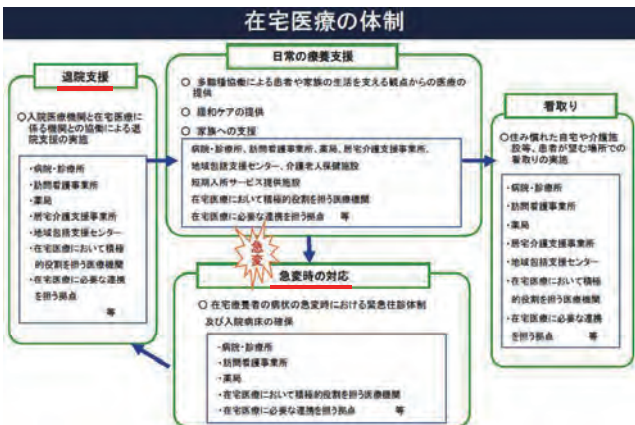 在宅医療の体制
退院支援
○入院医療機関と在宅医療に
係る機関との協働による退
院支援の実施
・病院・診療所
・訪問看護事業所
・薬局
・居宅介護支援事業所
・地域包括支援センター
・在宅医療において積極
的役割を担う医療機関
・在宅医療に必要な連携
を担う拠点
等
日常の療養支援
○ 多職種協働による患者や家族の生活を支える観点からの医療の
提供
○ 緩和ケアの提供
○ 家族への支援
病院・診療所、訪問看護事業所、薬局、居宅介護支援事業所、
地域包括支援センター、介護老人保健施設
短期入所サービス提供施設
在宅医療において積極的役割を担う医療機関
在宅医療に必要な連携を担う拠点 等
急変
急変時の対応
○ 在宅療養者の病状の急変時における緊急往診体制
及び入院病床の確保
・病院・診療所
・訪問看護事業所
・薬局
・在宅医療において積極的役割を担う医療機関
・在宅医療に必要な連携を担う拠点 等
看取り
○住み慣れた自宅や介護施
設等、患者が望む場所での
看取りの実施
・病院・診療所
・訪問看護事業所
・薬局
・居宅介護支援事業所
・地域包括支援センター
・在宅医療において積極
的役割を担う医療機関
・在宅医療に必要な連携
を担う拠点 等